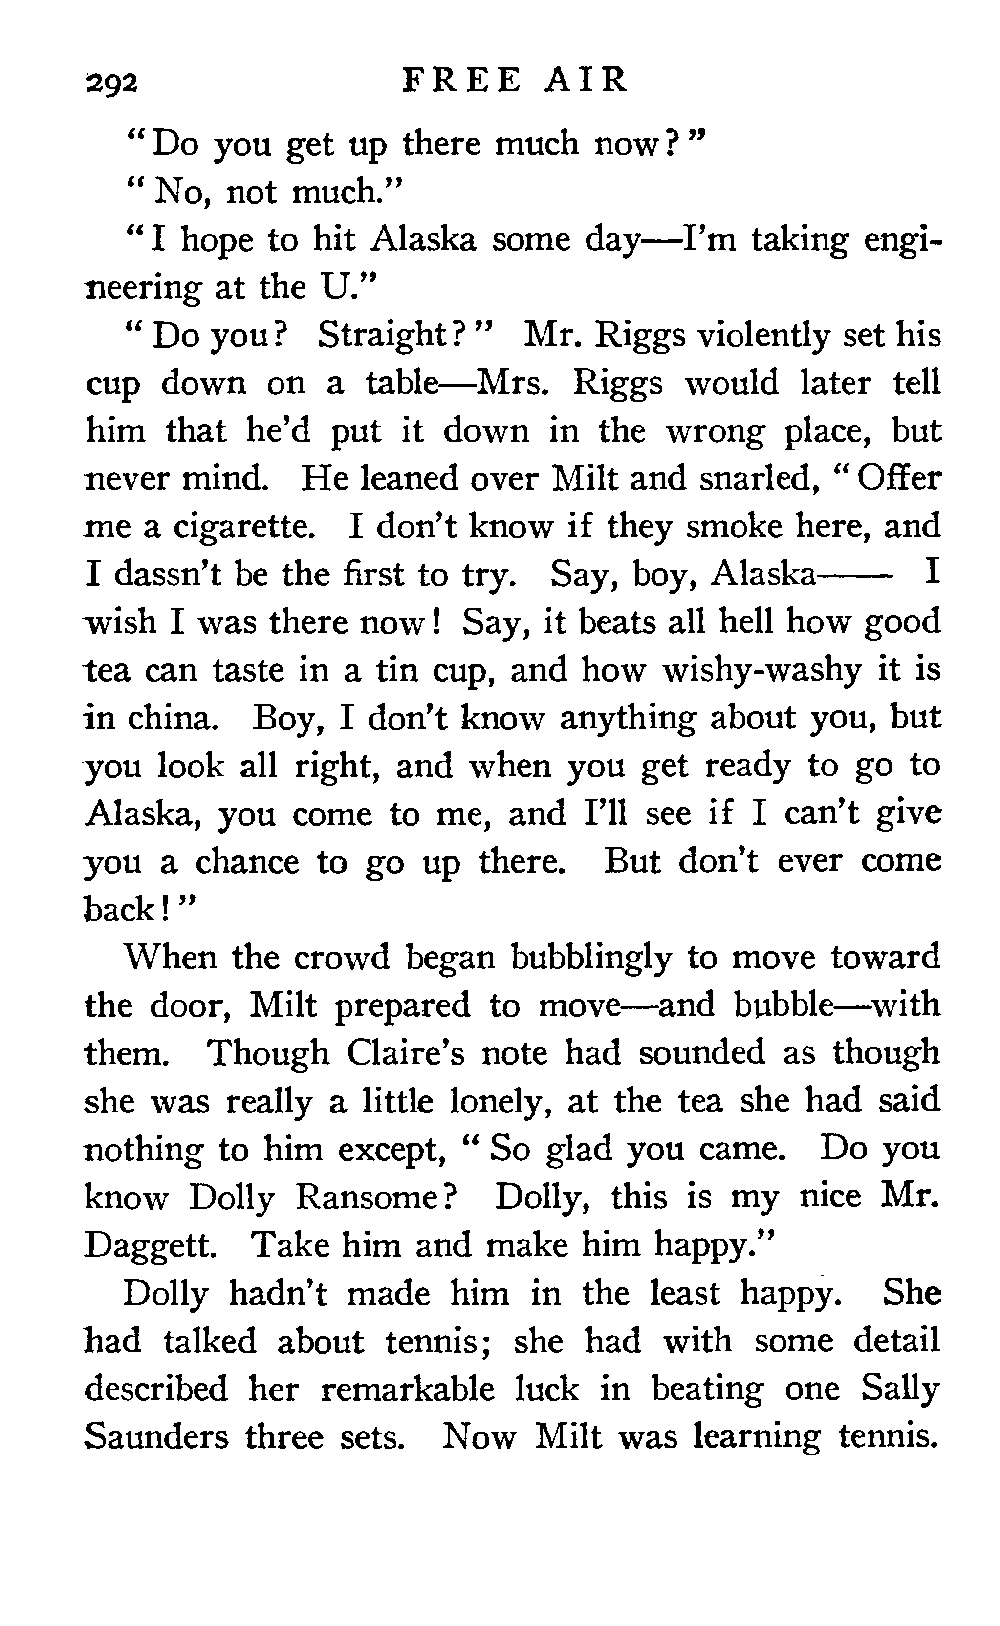 292 FREE AIR
"Do you get up there much now?"
"No, not much."
"I hope to hit Alaska some day—I'm taking engi-
neering at the U."
"Do you? Straight?" Mr. Riggs violently set his
cup down on a table—Mrs. Riggs would later tell
him that he'd put it down in the wrong place, but
never mind. He leaned over Milt and snarled, "Offer
me a cigarette. I don't know if they smoke here, and
I dassn't be the first to try. Say, boy, Alaska—— I
wish I was there now! Say, it beats all hell how good
tea can taste in a tin cup, and how wishy-washy it is
in china. Boy, I don't know anything about you, but
you look all right, and when you get ready to go to
Alaska, you come to me, and I'll see if I can't give
you a chance to go up there. But don't ever come
back!"
When the crowd began bubblingly to move toward
the door, Milt prepared to move—and bubble—with
them. Though Claire's note had sounded as though
she was really a little lonely, at the tea she had said
nothing to him except, "So glad you came. Do you
know Dolly Ransome? Dolly, this is my nice Mr.
Daggett. Take him and make him happy."
Dolly hadn't made him in the least happy. She
had talked about tennis; she had with some detail
described her remarkable luck in beating one Sally
Saunders three sets. Now Milt was learning tennis.